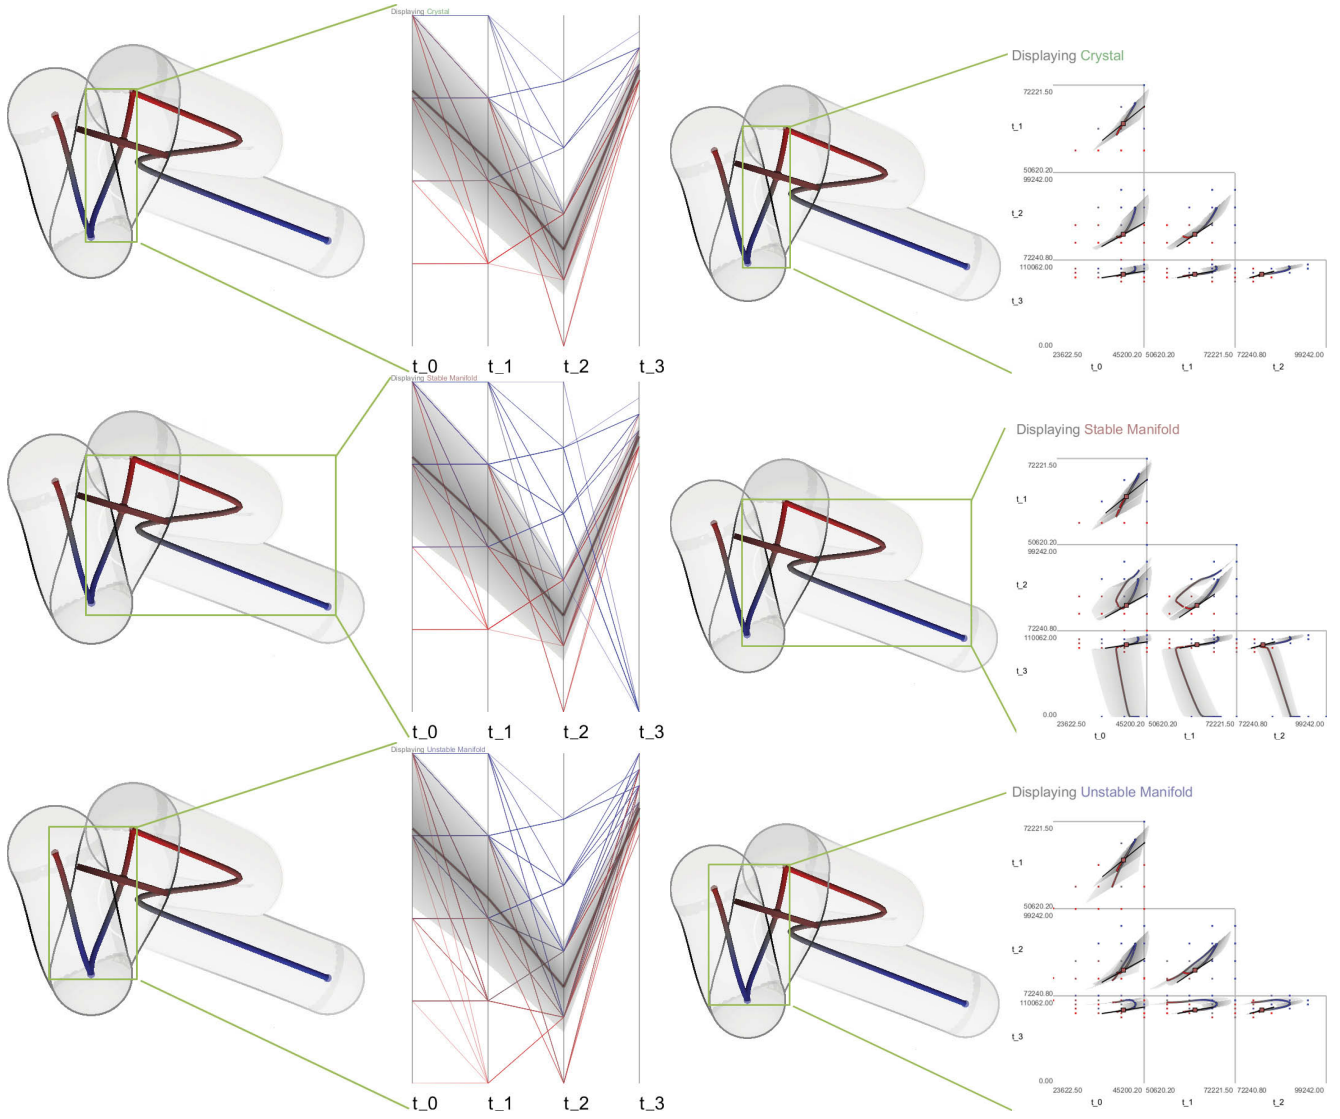 Displaying Crystal
t_0 t_1 t_2 t_3
Displaying Crystal
72221.50
t_1
50620.20
99242.00
t_2
72240.80
110062.00
t_3
0.00
23622.50 45200.20 50620.20 72221.50 72240.80 99242.00
t_0 t_1 t_2
Displaying Stable Manifold
t_0 t_1 t_2 t_3
Displaying Stable Manifold
72221.50
t_1
50620.20
99242.00
t_2
72240.80
110062.00
t_3
0.00
23622.50 45200.20 50620.20 72221.50 72240.80 99242.00
t_0 t_1 t_2
Displaying Unstable Manifold
t_0 t_1 t_2 t_3
Displaying Unstable Manifold
72221.50
t_1
50620.20
99242.00
t_2
72240.80
110062.00
t_3
0.00
23622.50 45200.20 50620.20 72221.50 72240.80 99242.00
t_0 t_1 t_2